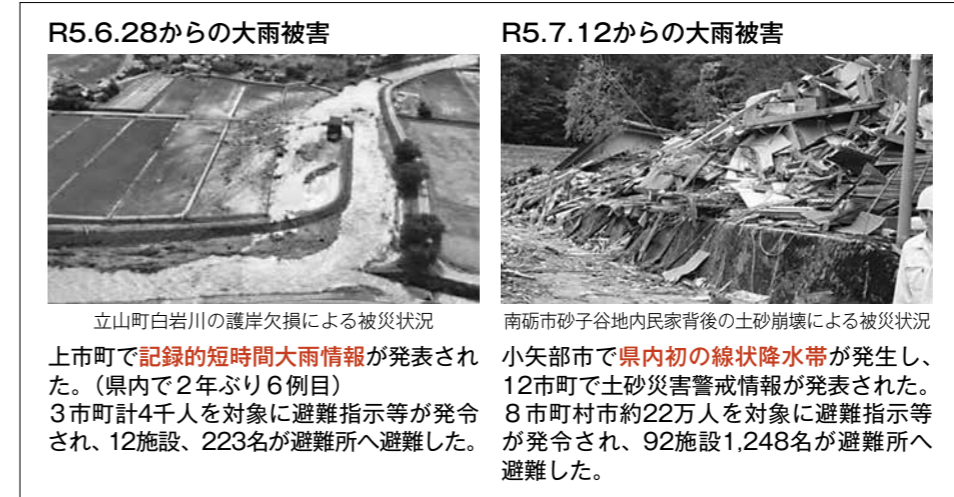 R5.6.28からの大雨被害
立山町白岩川の護岸欠損による被災状況
上市町で記録的短時間大雨情報が発表され
た。(県内で2年ぶり6例目)
3市町計4千人を対象に避難指示等が発令
され、12施設、223名が避難所へ避難した。
R5.7.12からの大雨被害
南砺市砂子谷地内民家背後の土砂崩壊による被災状況
小矢部市で県内初の線状降水帯が発生し、
12市町で土砂災害警戒情報が発表された。
8市町村市約22万人を対象に避難指示等
が発令され、92施設1,248名が避難所へ
避難した。